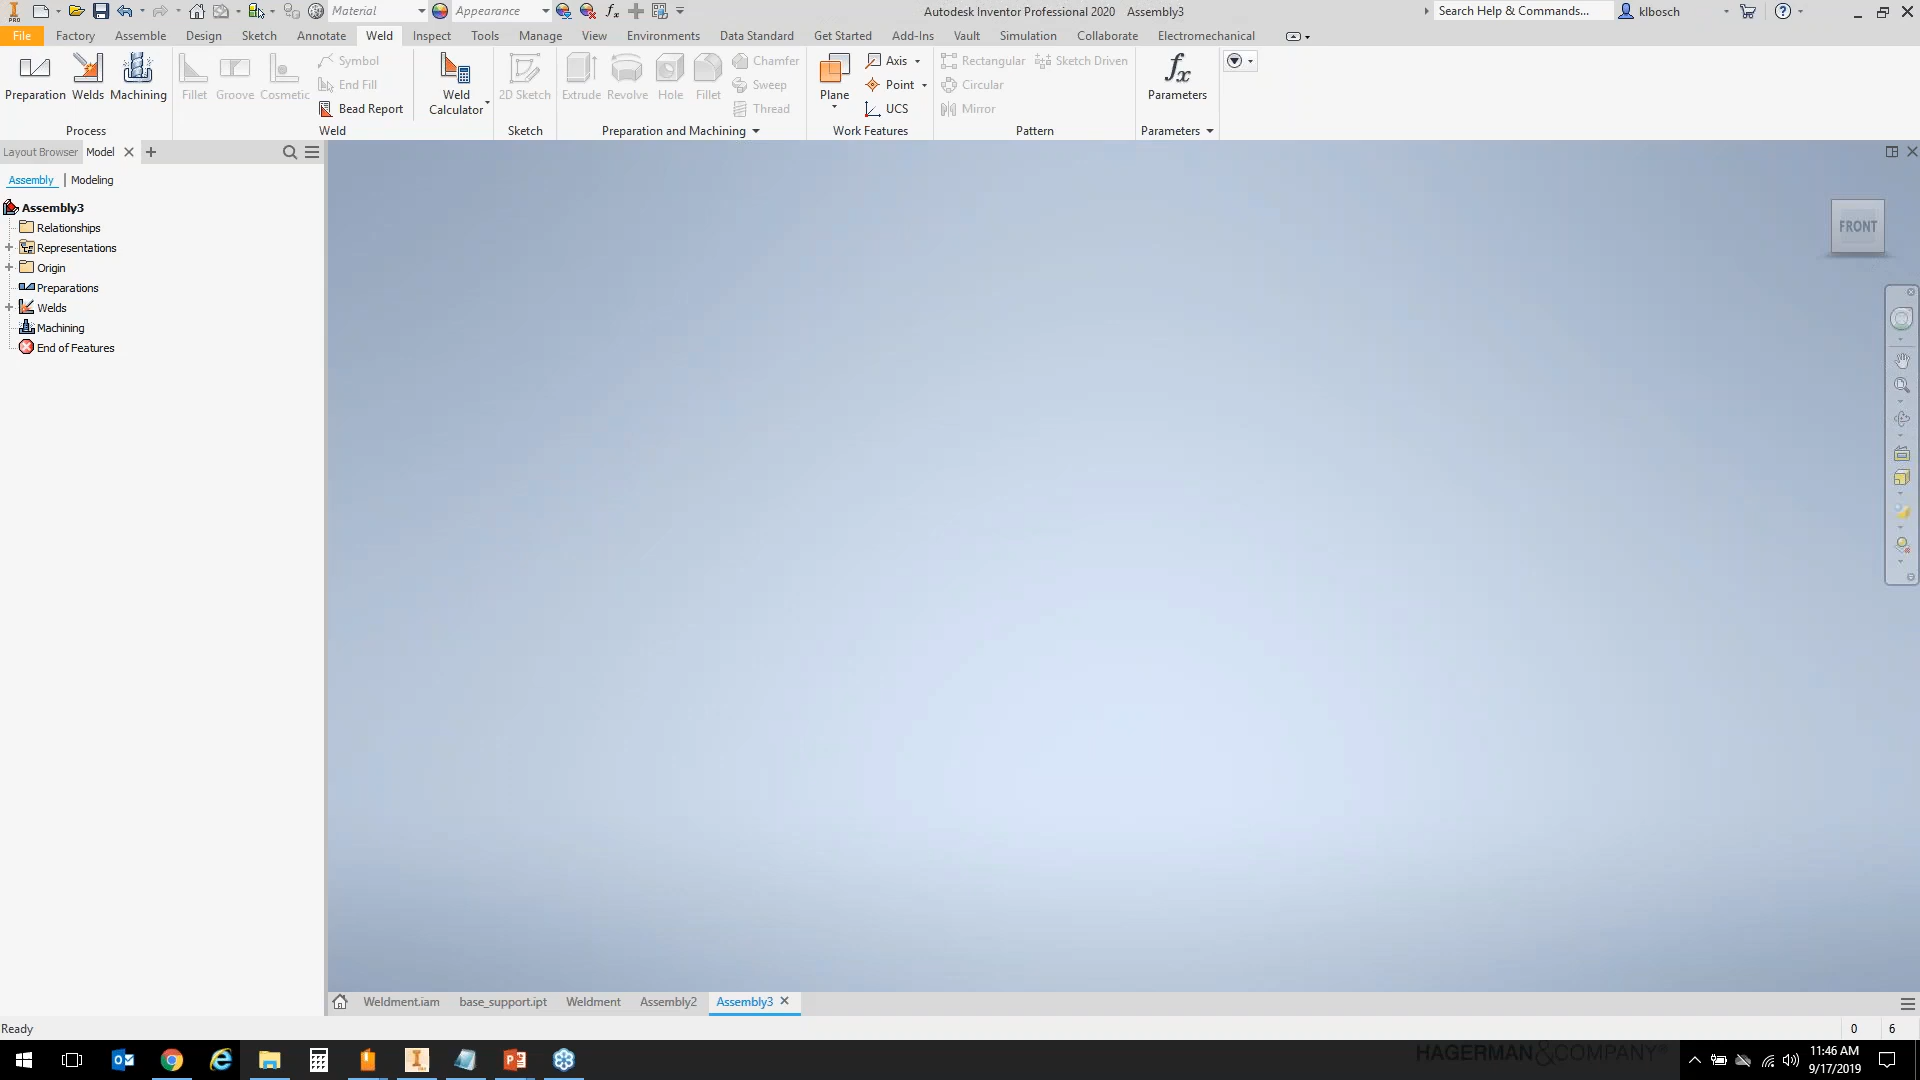 PRO
Material
Appearance
Autodesk Inventor Professional 2020 Assembly3
Search Help & Commands...
klbosch
File Factory Assemble Design Sketch Annotate Weld Inspect Tools Manage View Environments Data Standard Get Started Add-Ins Vault Simulation Collaborate Electromechanical
Preparation Welds Machining
Process
Fillet Groove Cosmetic
Symbol
End Fill
Bead Report
Weld
Weld Calculator
2D Sketch
Sketch
Extrude Revolve Hole Fillet
Chamfer
Sweep
Thread
Preparation and Machining
Plane
Axis
Point
UCS
Work Features
Rectangular
Sketch Driven
Circular
Mirror
Pattern
fx
Parameters
Parameters
Layout Browser Model
Assembly | Modeling
Assembly3
Relationships
Representations
Origin
Preparations
Welds
Machining
End of Features
FRONT
Weldment.iam base_support.ipt Weldment Assembly2 Assembly3
Ready
0 6
HAGERMAN&COMPANY
11:46 AM
9/17/2019